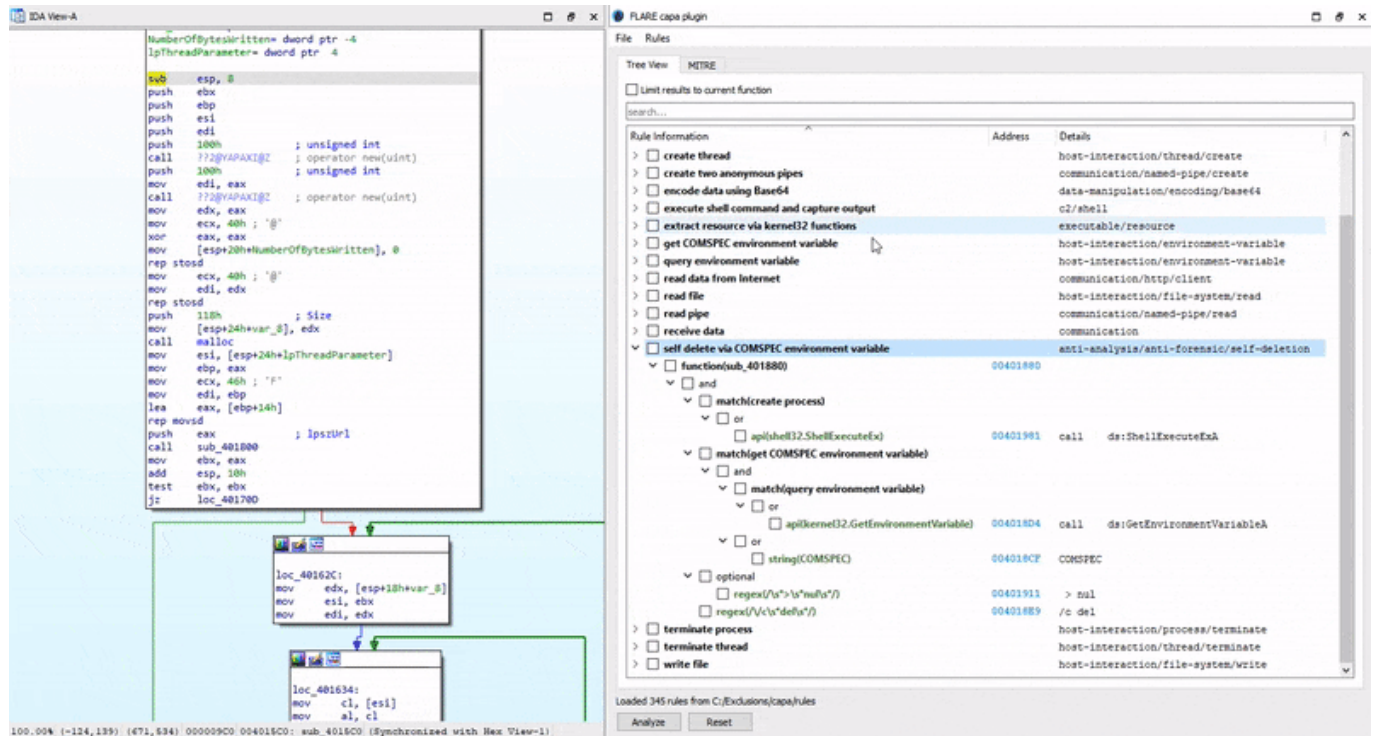 IDA View-A
NumberOfBytesWritten= dword ptr -4
lpThreadParameter= dword ptr  4
sub esp, 8
push ebx
push ebp
push esi
push edi
push 100h ; unsigned int
call ??2@YAPAXI@Z ; operator new(uint)
push 100h ; unsigned int
mov edi, eax
call ??2@YAPAXI@Z ; operator new(uint)
mov edx, eax
mov ecx, 40h ; '@'
xor eax, eax
mov [esp+20h+NumberOfBytesWritten], 0
rep stosd
mov ecx, 40h ; '@'
mov edi, edx
rep stosd
push 118h ; Size
mov [esp+24h+var_8], edx
call malloc
mov esi, [esp+24h+lpThreadParameter]
mov ebp, eax
mov ecx, 46h ; 'F'
mov edi, ebp
lea eax, [ebp+14h]
rep movsd
push eax ; lpszUrl
call sub_401800
mov ebx, eax
add esp, 10h
test ebx, ebx
jz loc_40170D
loc_40162C:
mov edx, [esp+18h+var_8]
mov esi, ebx
mov edi, edx
loc_401634:
mov cl, [esi]
mov al, cl
100.00% (-124,139) (671,534) 000009C0 004015C0: sub_4015C0 (Synchronized with Hex View-1)
FLARE capa plugin
File Rules
Tree View MITRE
Limit results to current function
search...
Rule Information Address Details
create thread host-interaction/thread/create
create two anonymous pipes communication/named-pipe/create
encode data using Base64 data-manipulation/encoding/base64
execute shell command and capture output c2/shell
extract resource via kernel32 functions executable/resource
get COMSPEC environment variable host-interaction/environment-variable
query environment variable host-interaction/environment-variable
read data from Internet communication/http/client
read file host-interaction/file-system/read
read pipe communication/named-pipe/read
receive data communication
self delete via COMSPEC environment variable anti-analysis/anti-forensic/self-deletion
function(sub_401880) 00401880
and
match(create process)
or
api(shell32.ShellExecuteEx) 00401981 call ds:ShellExecuteExA
match(get COMSPEC environment variable)
and
match(query environment variable)
or
api(kernel32.GetEnvironmentVariable) 004018D4 call ds:GetEnvironmentVariableA
or
string(COMSPEC) 004018CF COMSPEC
optional
regex(/\s*>\s*nul\s*/) 00401911 > nul
regex(/\/c\s*del\s*/) 004018E9 /c del
terminate process host-interaction/process/terminate
terminate thread host-interaction/thread/terminate
write file host-interaction/file-system/write
Loaded 345 rules from C:/Exclusions/capa/rules
Analyze Reset